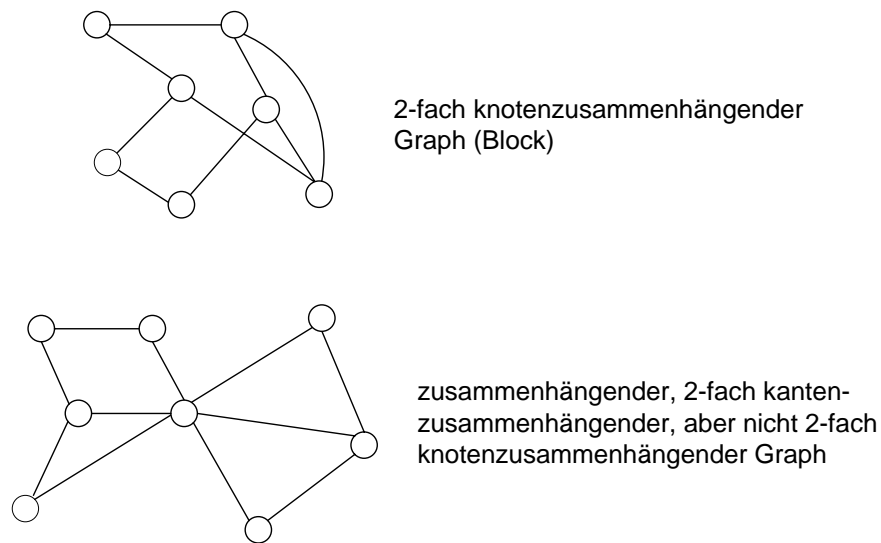 2-fach knotenzusammenhängender
Graph (Block)
zusammenhängender, 2-fach kanten-
zusammenhängender, aber nicht 2-fach
knotenzusammenhängender Graph